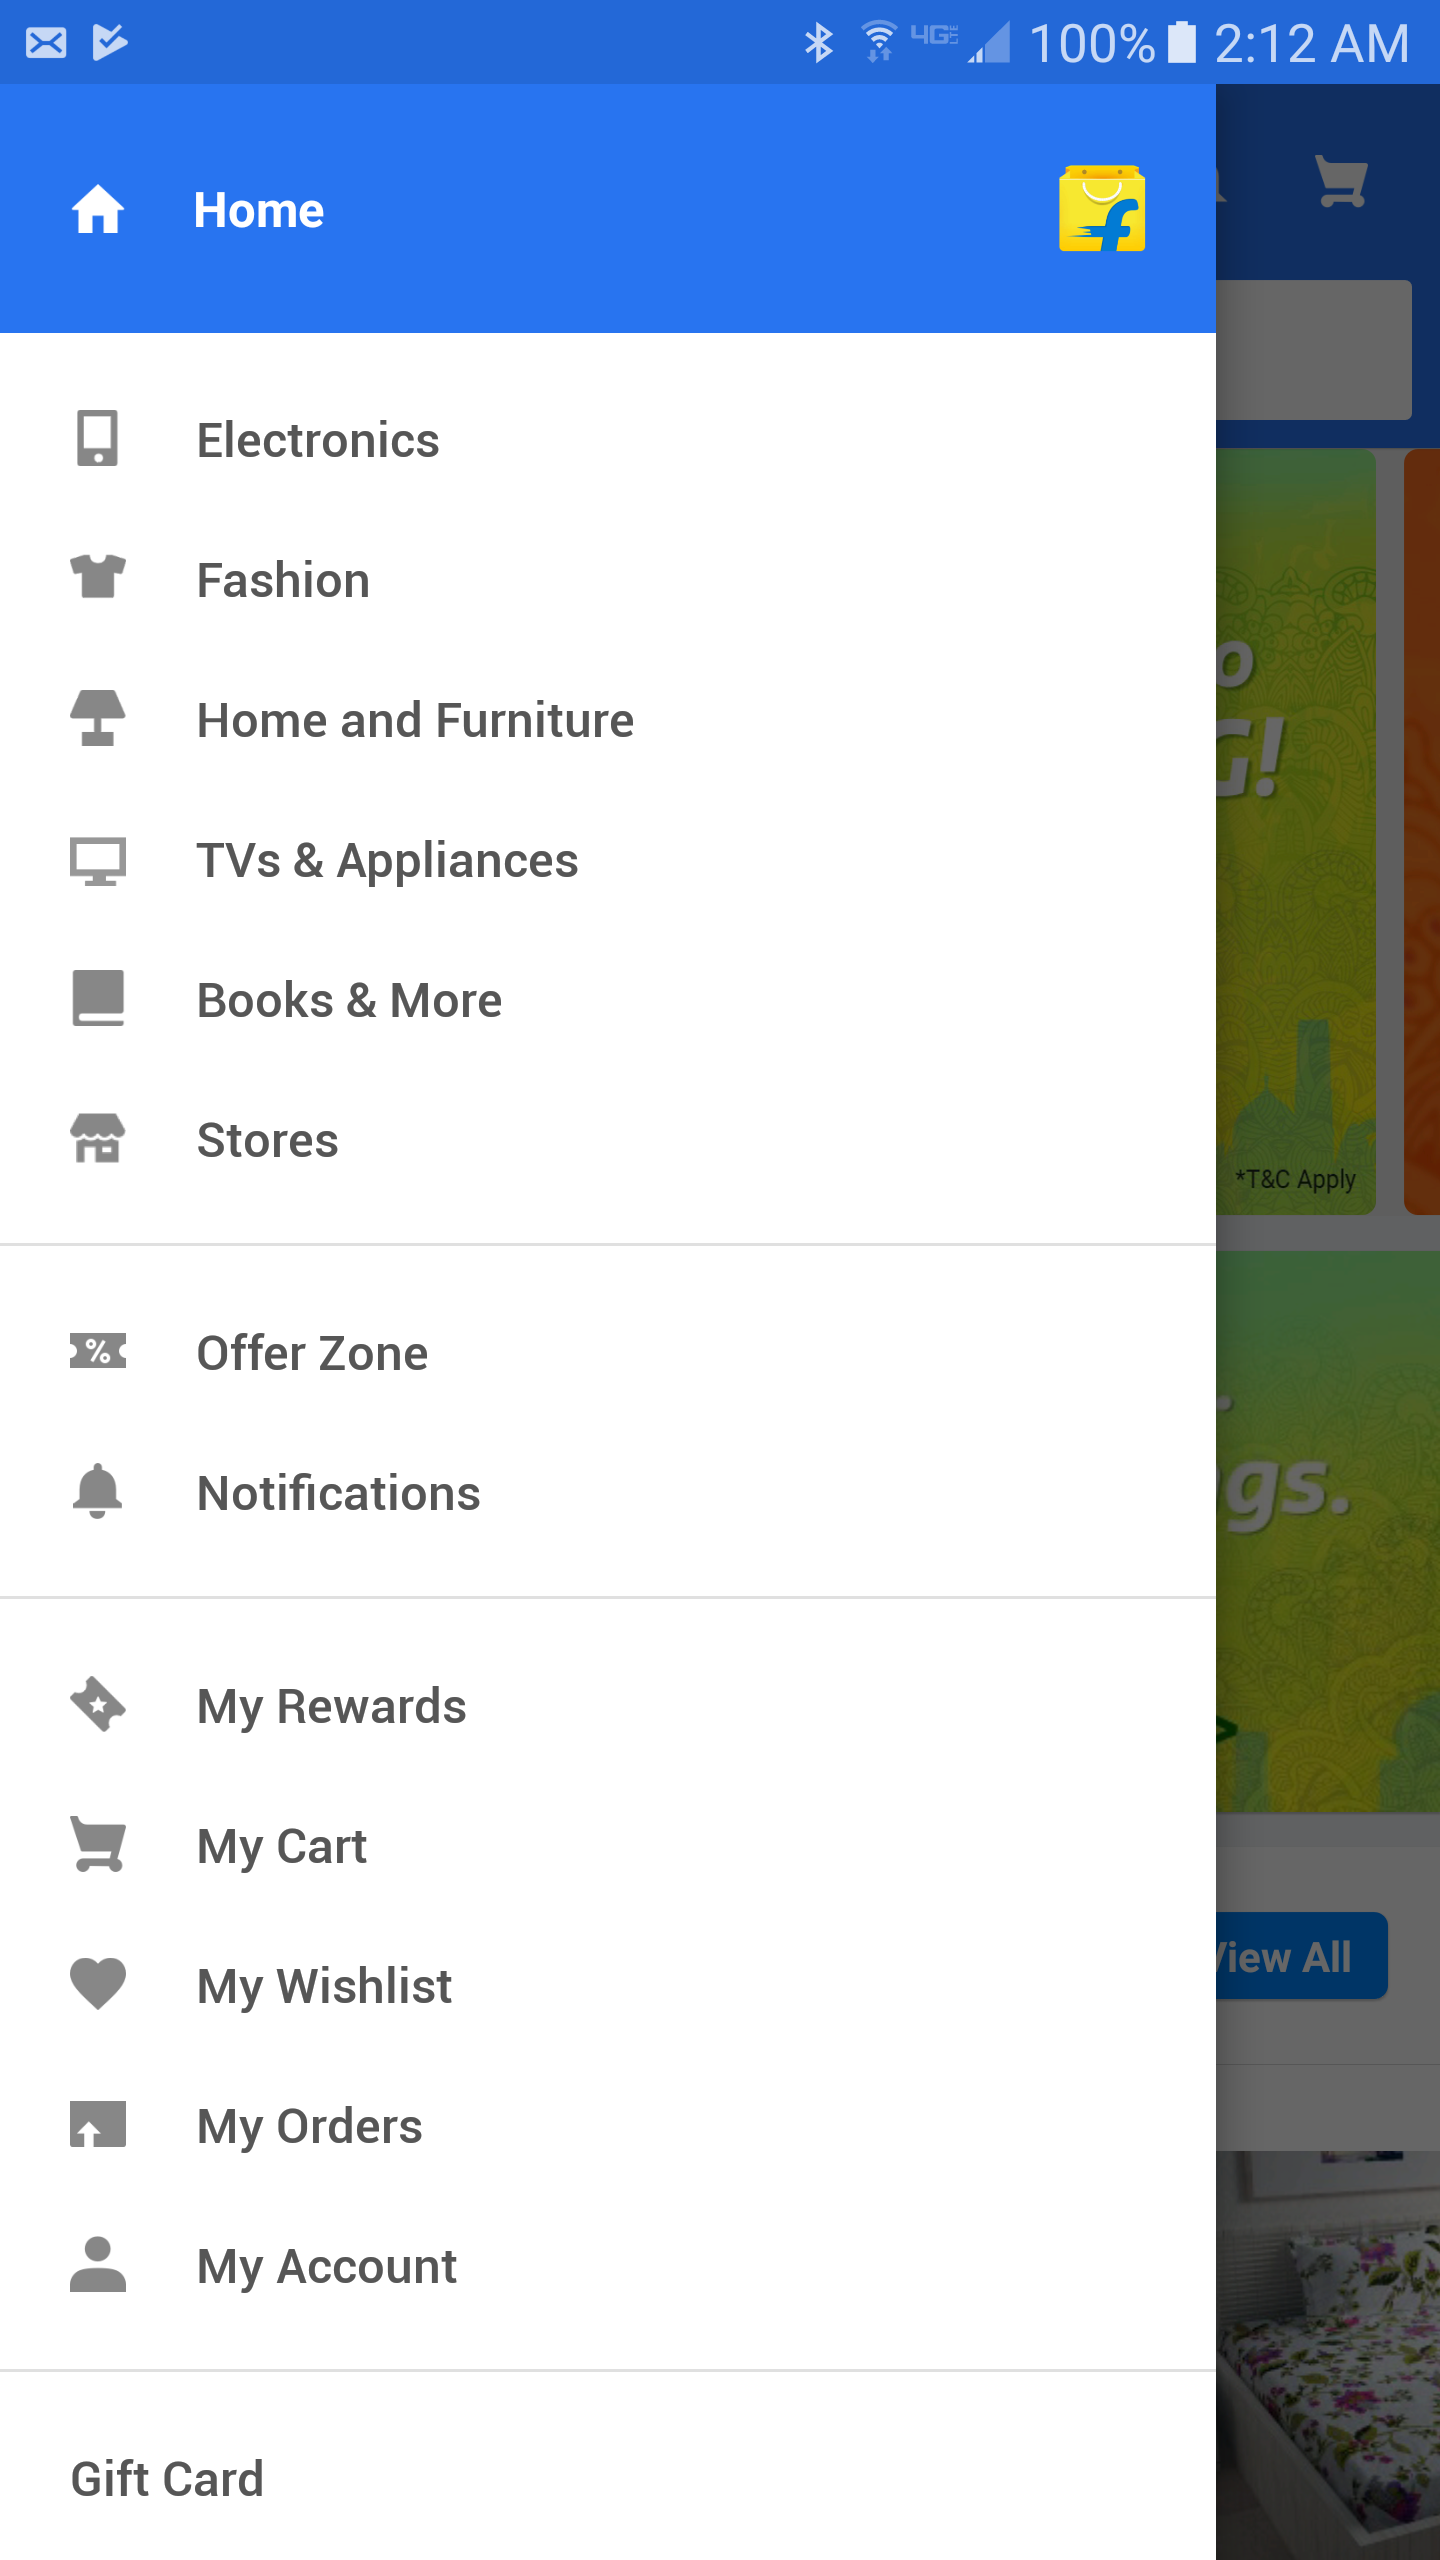 4G LTE 100% 2:12 AM
Home
Electronics
Fashion
Home and Furniture
TVs & Appliances
Books & More
Stores
Offer Zone
Notifications
My Rewards
My Cart
My Wishlist
My Orders
My Account
Gift Card
G!
*T&C Apply
gs.
View All